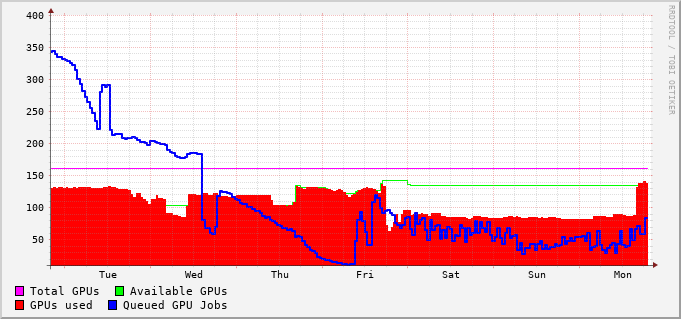 400
350
300
250
200
150
100
50
Tue Wed Thu Fri Sat Sun Mon
Total GPUs Available GPUs
GPUs used Queued GPU Jobs
RRDTOOL / TOBI OETIKER